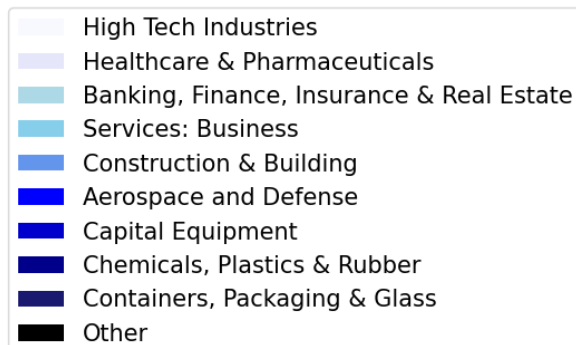 High Tech Industries
Healthcare & Pharmaceuticals
Banking, Finance, Insurance & Real Estate
Services: Business
Construction & Building
Aerospace and Defense
Capital Equipment
Chemicals, Plastics & Rubber
Containers, Packaging & Glass
Other